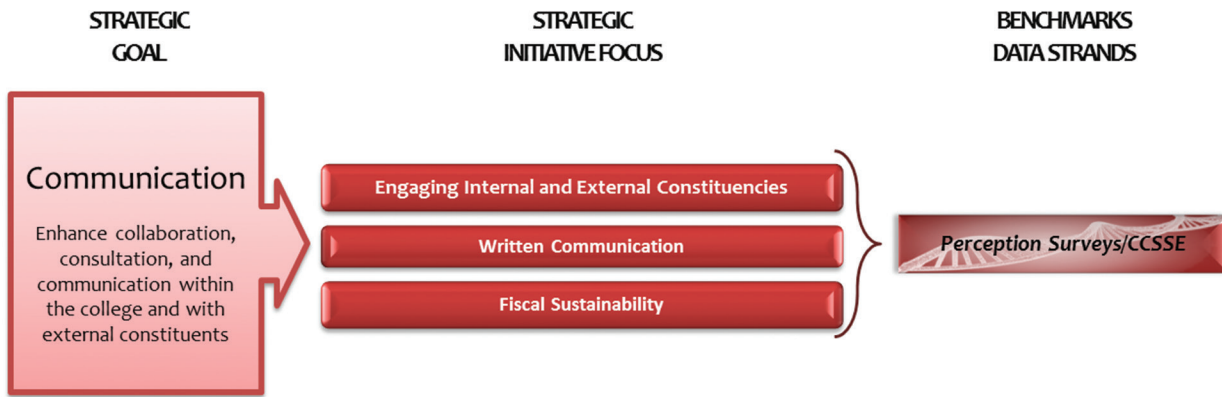 STRATEGIC
GOAL
STRATEGIC
INITIATIVE FOCUS
BENCHMARKS
DATA STRANDS
Communication
Enhance collaboration,
consultation, and
communication within
the college and with
external constituents
Engaging Internal and External Constituencies
Written Communication
Fiscal Sustainability
Perception Surveys/CCSSE